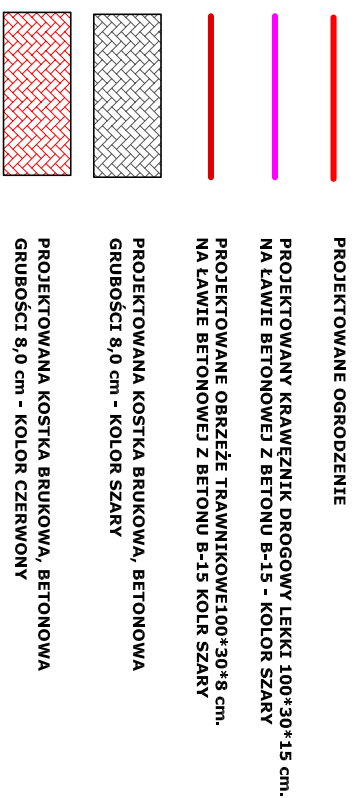 PROJEKTOWANE OGRODZENIE
PROJEKTOWANY KRAWĘZNIK DROGOWY LEKKI 100*30*15 cm.
NA ŁAWIE BETONOWEJ Z BETONU B-15 - KOLOR SZARY
PROJEKTOWANE OBRZEŻE TRAWNIKOWE100*30*8 cm.
NA ŁAWIE BETONOWEJ Z BETONU B-15 KOLR SZARY
PROJEKTOWANA KOSTKA BRUKOWA, BETONOWA
GRUBOŚCI 8,0 cm - KOLOR SZARY
PROJEKTOWANA KOSTKA BRUKOWA, BETONOWA
GRUBOŚCI 8,0 cm - KOLOR CZERWONY